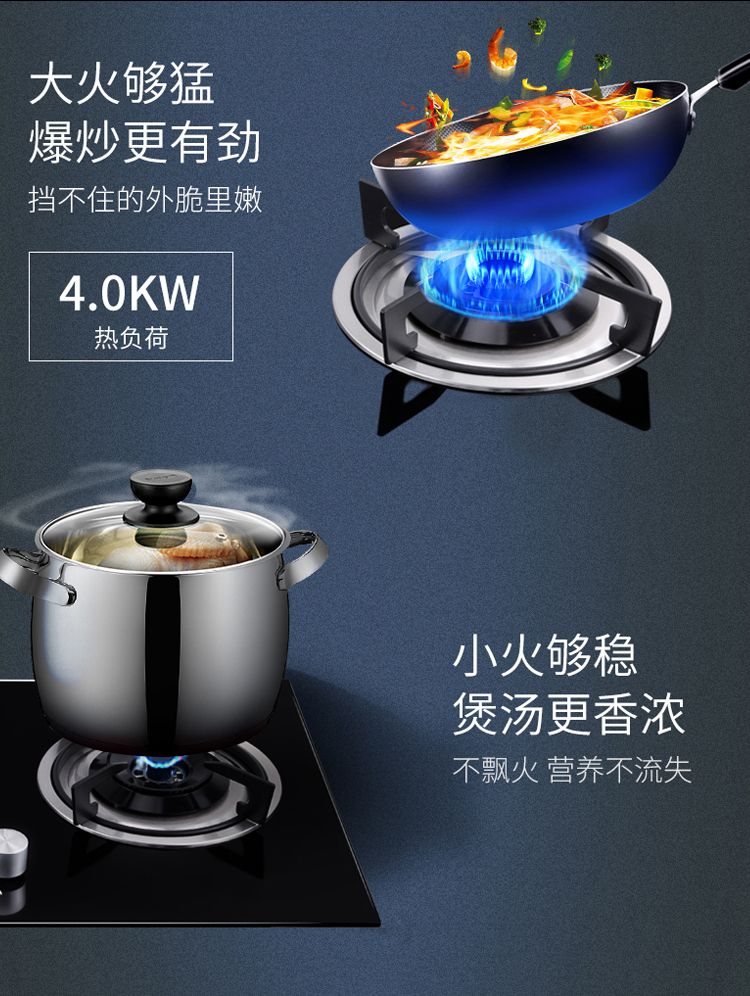 大火够猛
爆炒更有劲
挡不住的外脆里嫩
4.0KW
热负荷
小火够稳
煲汤更香浓
不飘火 营养不流失